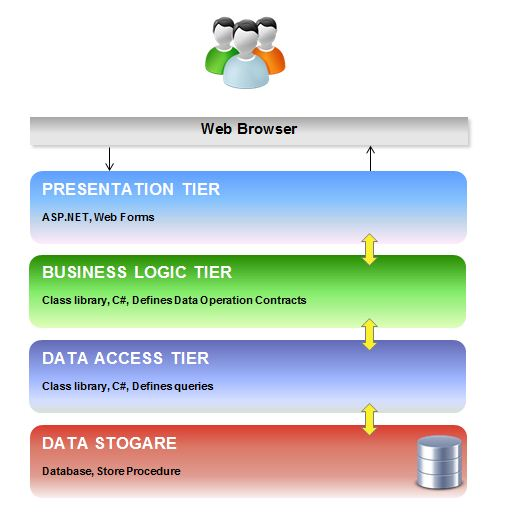 Web Browser
PRESENTATION TIER
ASP.NET, Web Forms
BUSINESS LOGIC TIER
Class library, C#, Defines Data Operation Contracts
DATA ACCESS TIER
Class library, C#, Defines queries
DATA STOGARE
Database, Store Procedure